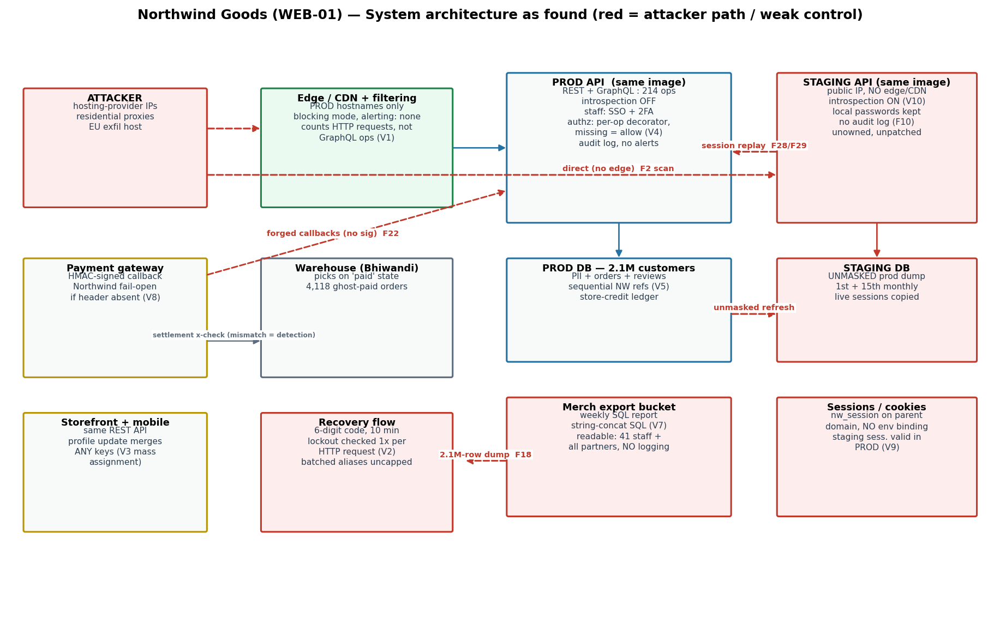 Northwind Goods (WEB-01) — System architecture as found (red = attacker path / weak control)
ATTACKER
hosting-provider IPs
residential proxies
EU exfil host
Edge / CDN + filtering
PROD hostnames only
blocking mode, alerting: none
counts HTTP requests, not
GraphQL ops (V1)
PROD API  (same image)
REST + GraphQL : 214 ops
introspection OFF
staff: SSO + 2FA
authz: per-op decorator,
missing = allow (V4)
audit log, no alerts
STAGING API (same image)
public IP, NO edge/CDN
introspection ON (V10)
local passwords kept
no audit log (F10)
unowned, unpatched
session replay  F28/F29
direct (no edge)  F2 scan
forged callbacks (no sig)  F22
Payment gateway
HMAC-signed callback
Northwind fail-open
if header absent (V8)
Warehouse (Bhiwandi)
picks on 'paid' state
4,118 ghost-paid orders
settlement x-check (mismatch = detection)
PROD DB — 2.1M customers
PII + orders + reviews
sequential NW refs (V5)
store-credit ledger
unmasked refresh
STAGING DB
UNMASKED prod dump
1st + 15th monthly
live sessions copied
Storefront + mobile
same REST API
profile update merges
ANY keys (V3 mass
assignment)
Recovery flow
6-digit code, 10 min
lockout checked 1x per
HTTP request (V2)
batched aliases uncapped
2.1M-row dump  F18
Merch export bucket
weekly SQL report
string-concat SQL (V7)
readable: 41 staff +
all partners, NO logging
Sessions / cookies
nw_session on parent
domain, NO env binding
staging sess. valid in
PROD (V9)